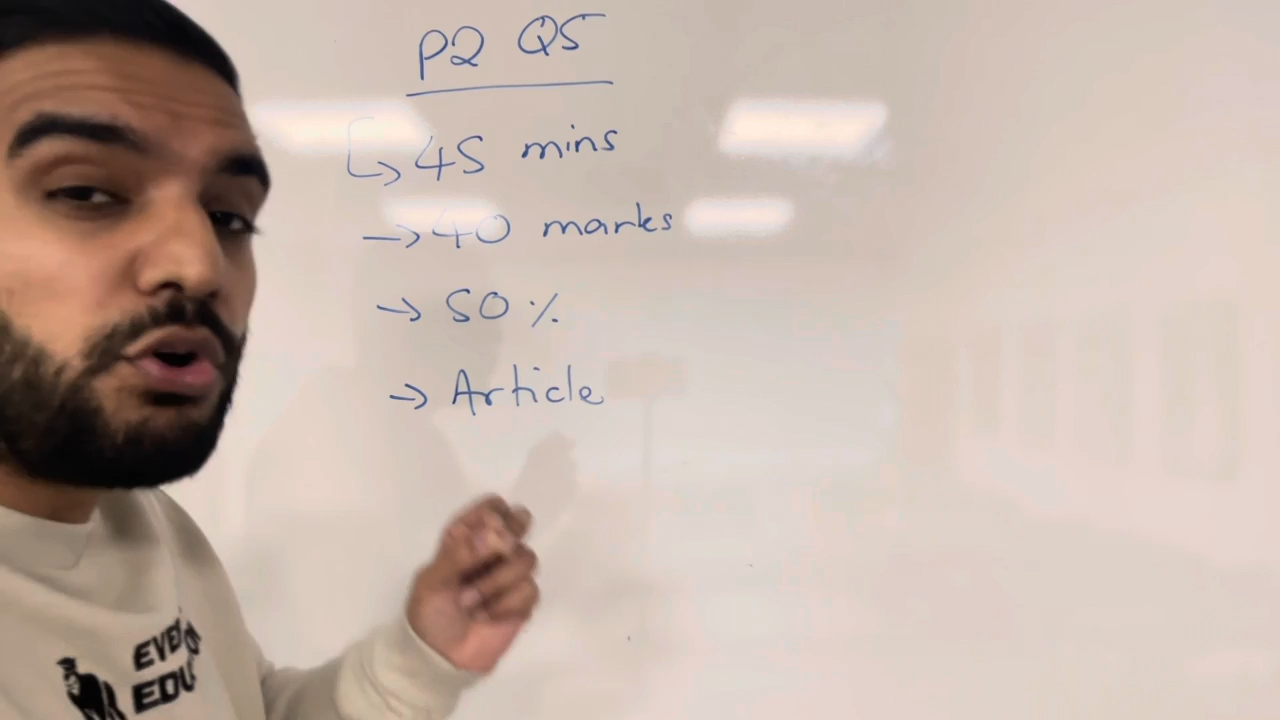 P2 Q5
↳ 45 mins
→ 40 marks
→ 50%
→ Article